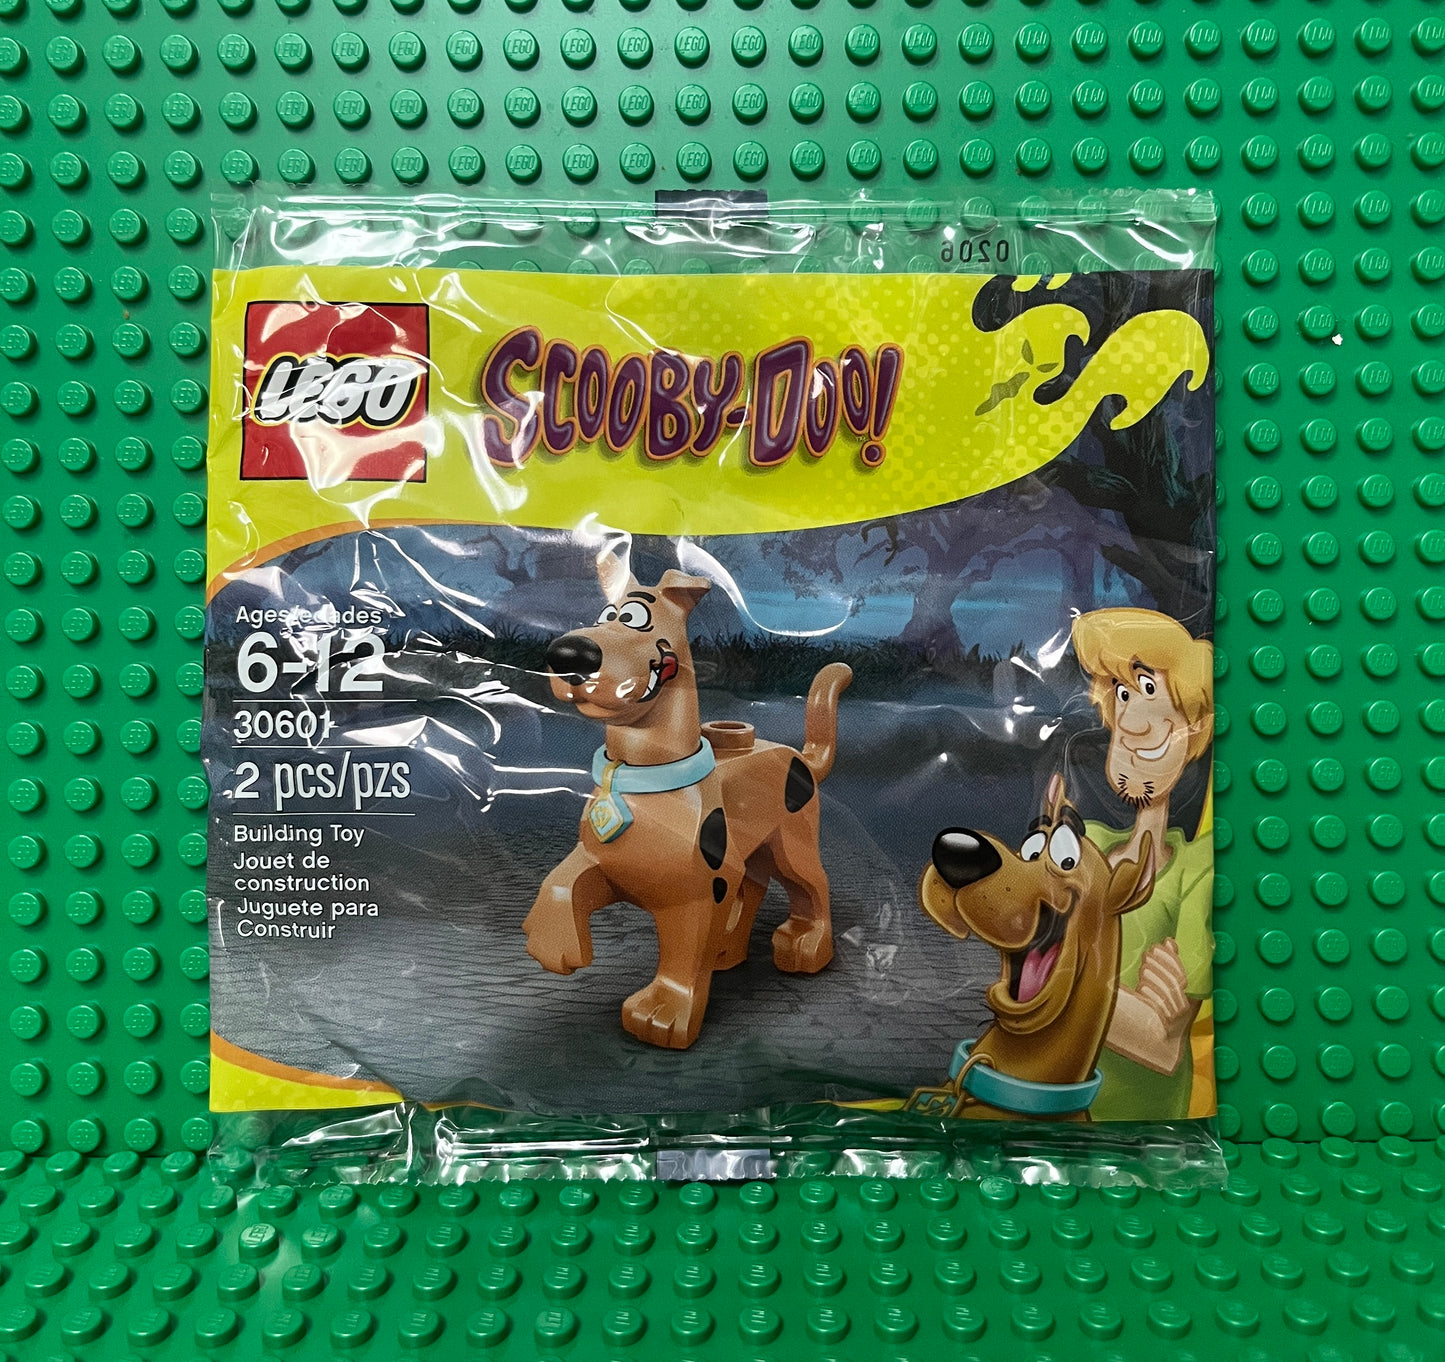 0206
LEGO
SCOOBY-DOO!
TM
Ages/edades
6-12
30601
2 pcs/pzs
Building Toy
Jouet de
construction
Juguete para
Construir